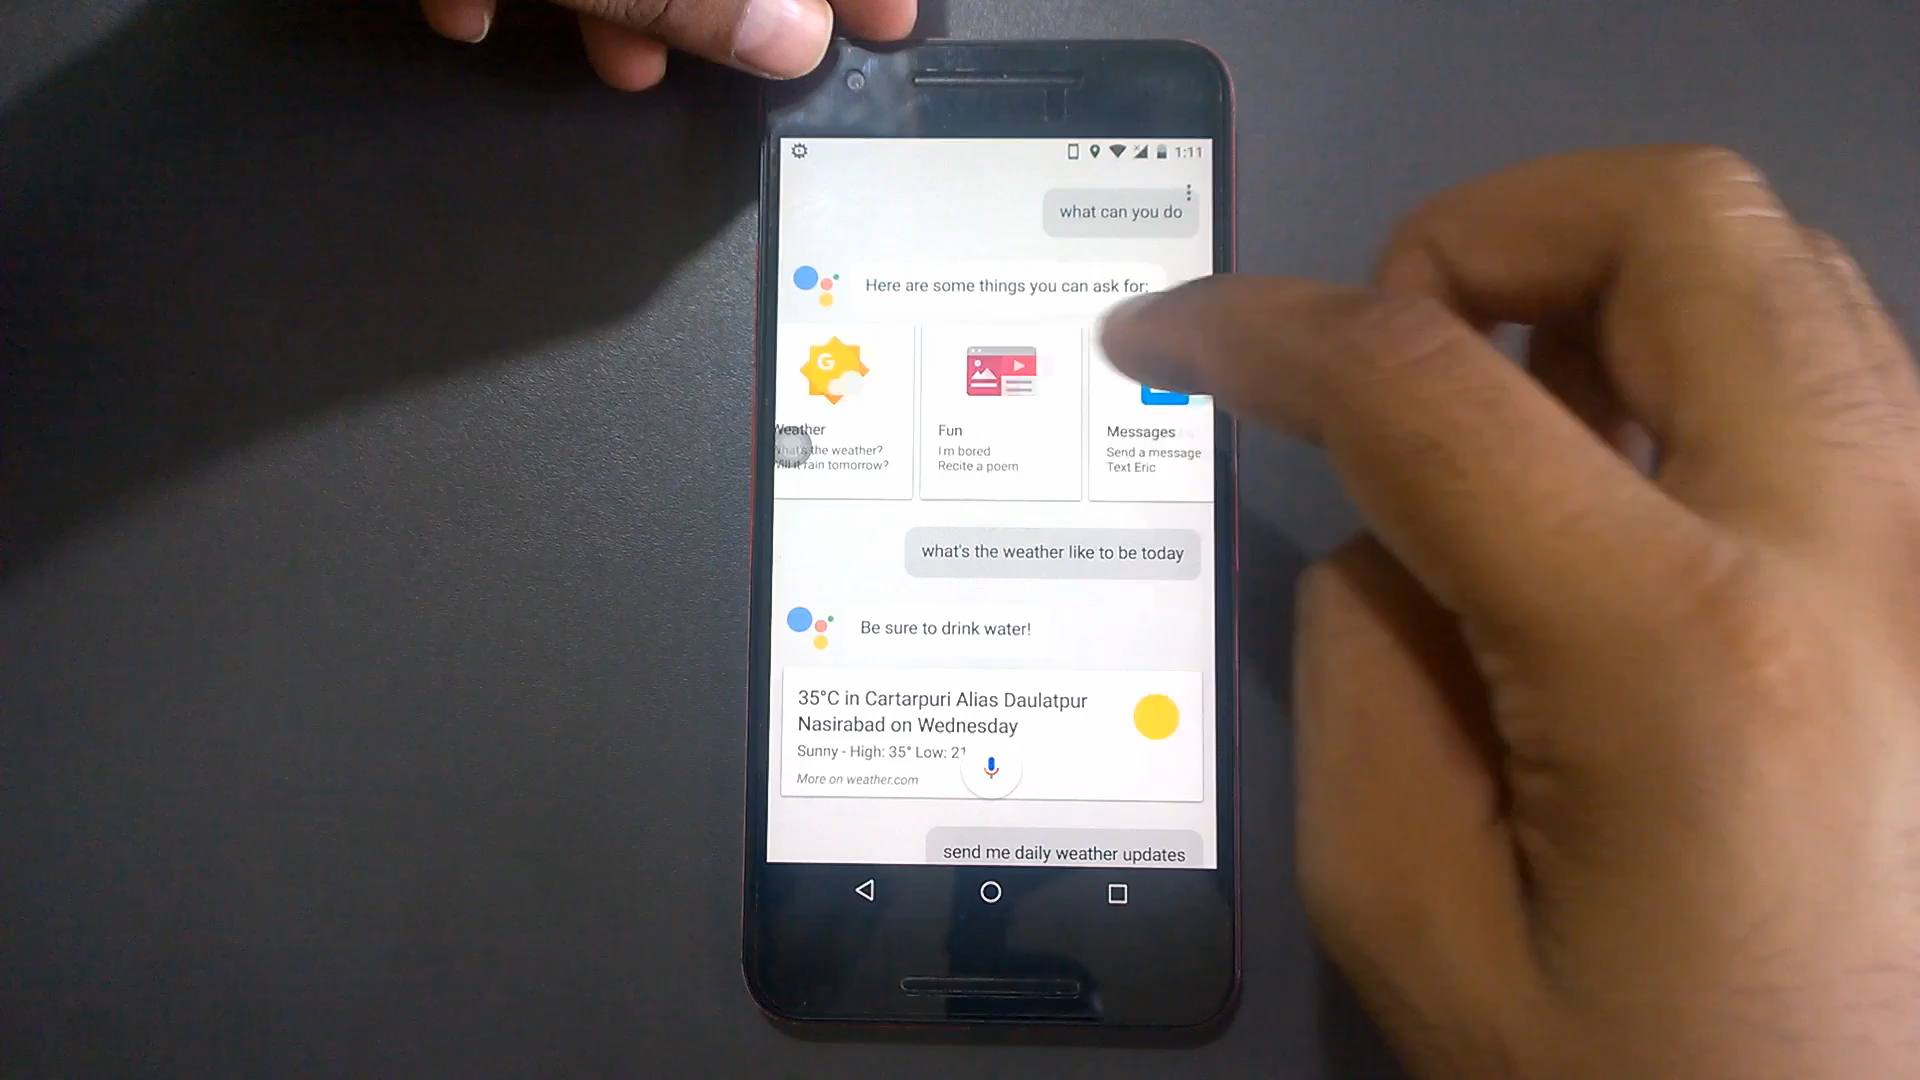 1:11
what can you do
Here are some things you can ask for:
G
Weather
What's the weather?
Will it rain tomorrow?
Fun
I'm bored
Recite a poem
Messages
Send a message
Text Eric
what's the weather like to be today
Be sure to drink water!
35°C in Cartarpuri Alias Daulatpur
Nasirabad on Wednesday
Sunny - High: 35° Low: 21
More on weather.com
send me daily weather updates